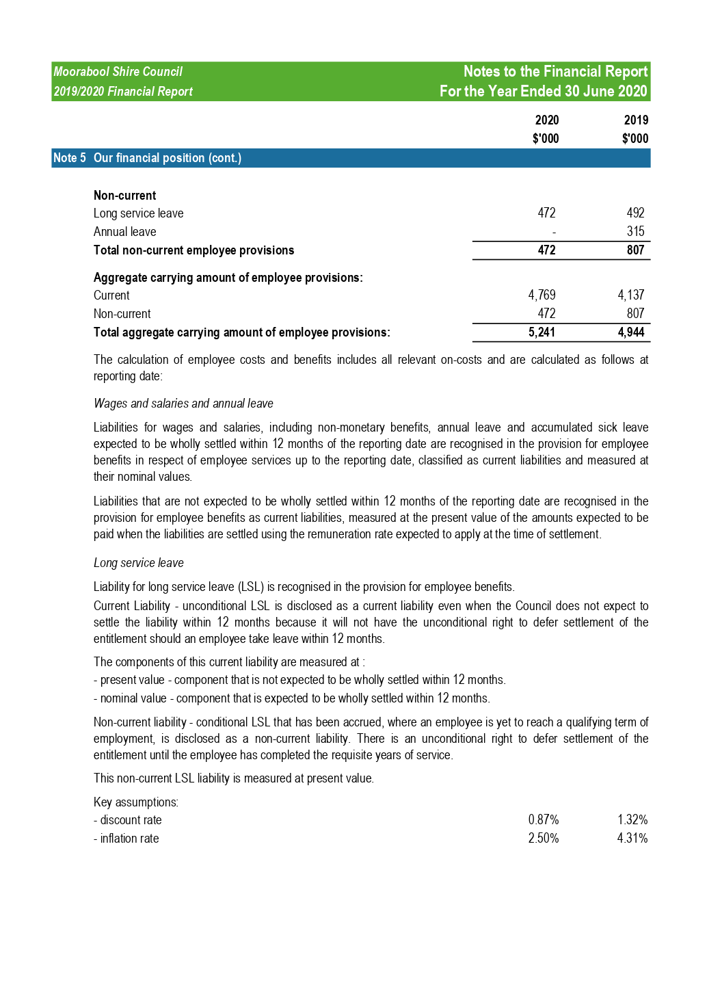 Moorabool Shire Council Notes to the Financial Report
2019/2020 Financial Report For the Year Ended 30 June 2020
2020 2019
$'000 $'000
Note 5 Our financial position (cont.)
Non-current
Long service leave 472 492
Annual leave - 315
Total non-current employee provisions 472 807
Aggregate carrying amount of employee provisions:
Current 4,769 4,137
Non-current 472 807
Total aggregate carrying amount of employee provisions: 5,241 4,944
The calculation of employee costs and benefits includes all relevant on-costs and are calculated as follows at
reporting date:
Wages and salaries and annual leave
Liabilities for wages and salaries, including non-monetary benefits, annual leave and accumulated sick leave
expected to be wholly settled within 12 months of the reporting date are recognised in the provision for employee
benefits in respect of employee services up to the reporting date, classified as current liabilities and measured at
their nominal values.
Liabilities that are not expected to be wholly settled within 12 months of the reporting date are recognised in the
provision for employee benefits as current liabilities, measured at the present value of the amounts expected to be
paid when the liabilities are settled using the remuneration rate expected to apply at the time of settlement.
Long service leave
Liability for long service leave (LSL) is recognised in the provision for employee benefits.
Current Liability - unconditional LSL is disclosed as a current liability even when the Council does not expect to
settle the liability within 12 months because it will not have the unconditional right to defer settlement of the
entitlement should an employee take leave within 12 months.
The components of this current liability are measured at :
- present value - component that is not expected to be wholly settled within 12 months.
- nominal value - component that is expected to be wholly settled within 12 months.
Non-current liability - conditional LSL that has been accrued, where an employee is yet to reach a qualifying term of
employment, is disclosed as a non-current liability. There is an unconditional right to defer settlement of the
entitlement until the employee has completed the requisite years of service.
This non-current LSL liability is measured at present value.
Key assumptions:
- discount rate 0.87% 1.32%
- inflation rate 2.50% 4.31%